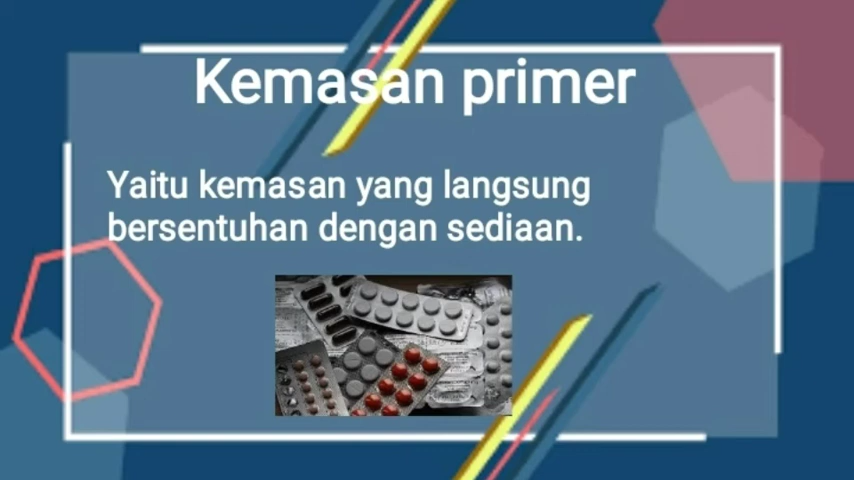 Kemasan primer
Yaitu kemasan yang langsung
bersentuhan dengan sediaan.